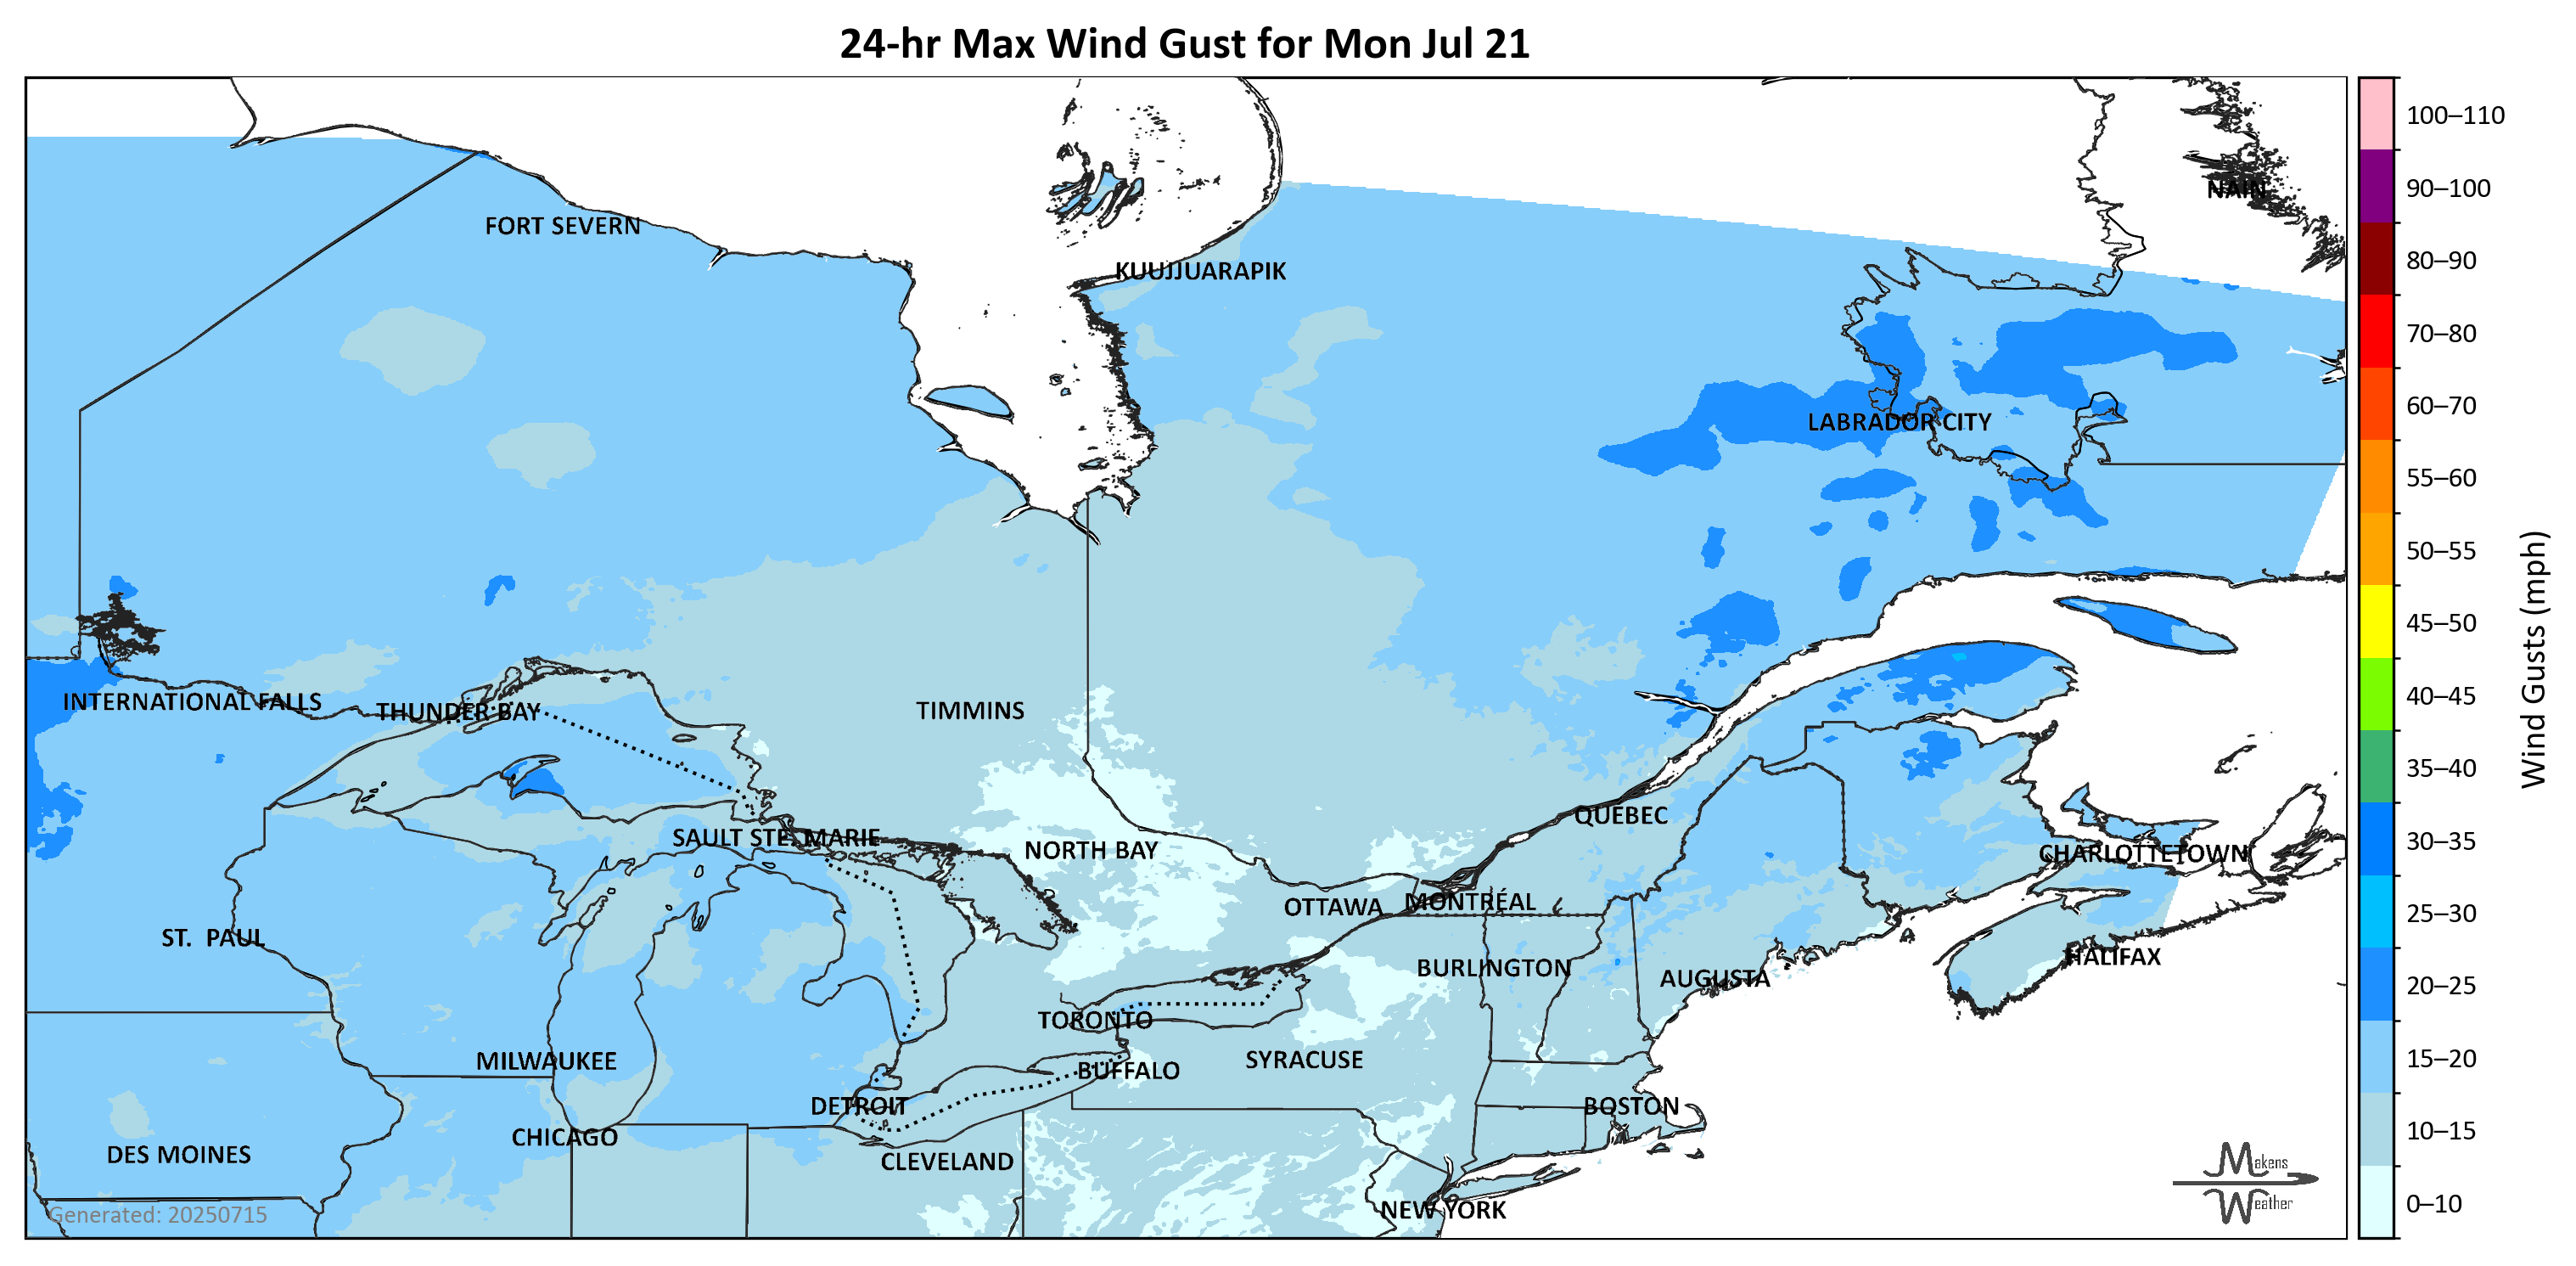 24-hr Max Wind Gust for Mon Jul 21
100–110
90–100
NAIN
FORT SEVERN
80–90
KUUJJUARAPIK
70–80
60–70
LABRADOR CITY
55–60
50–55
45–50
INTERNATIONAL FALLS
THUNDER BAY
TIMMINS
40–45
35–40
Wind Gusts (mph)
QUÉBEC
SAULT STE. MARIE
30–35
NORTH BAY
CHARLOTTETOWN
OTTAWA
MONTRÉAL
25–30
ST. PAUL
HALIFAX
BURLINGTON
AUGUSTA
20–25
TORONTO
MILWAUKEE
SYRACUSE
15–20
BUFFALO
DETROIT
BOSTON
CHICAGO
10–15
DES MOINES
CLEVELAND
Makens
Weather
NEW YORK
0–10
Generated: 20250715